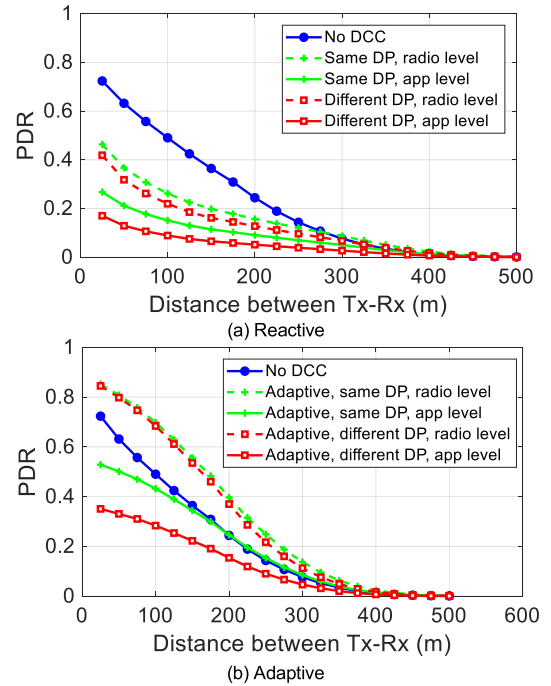 1
0.8
0.6
0.4
0.2
0
PDR
No DCC
Same DP, radio level
Same DP, app level
Different DP, radio level
Different DP, app level
0 100 200 300 400 500
Distance between Tx-Rx (m)
(a) Reactive
1
0.8
0.6
0.4
0.2
0
PDR
No DCC
Adaptive, same DP, radio level
Adaptive, same DP, app level
Adaptive, different DP, radio level
Adaptive, different DP, app level
0 100 200 300 400 500 600
Distance between Tx-Rx (m)
(b) Adaptive